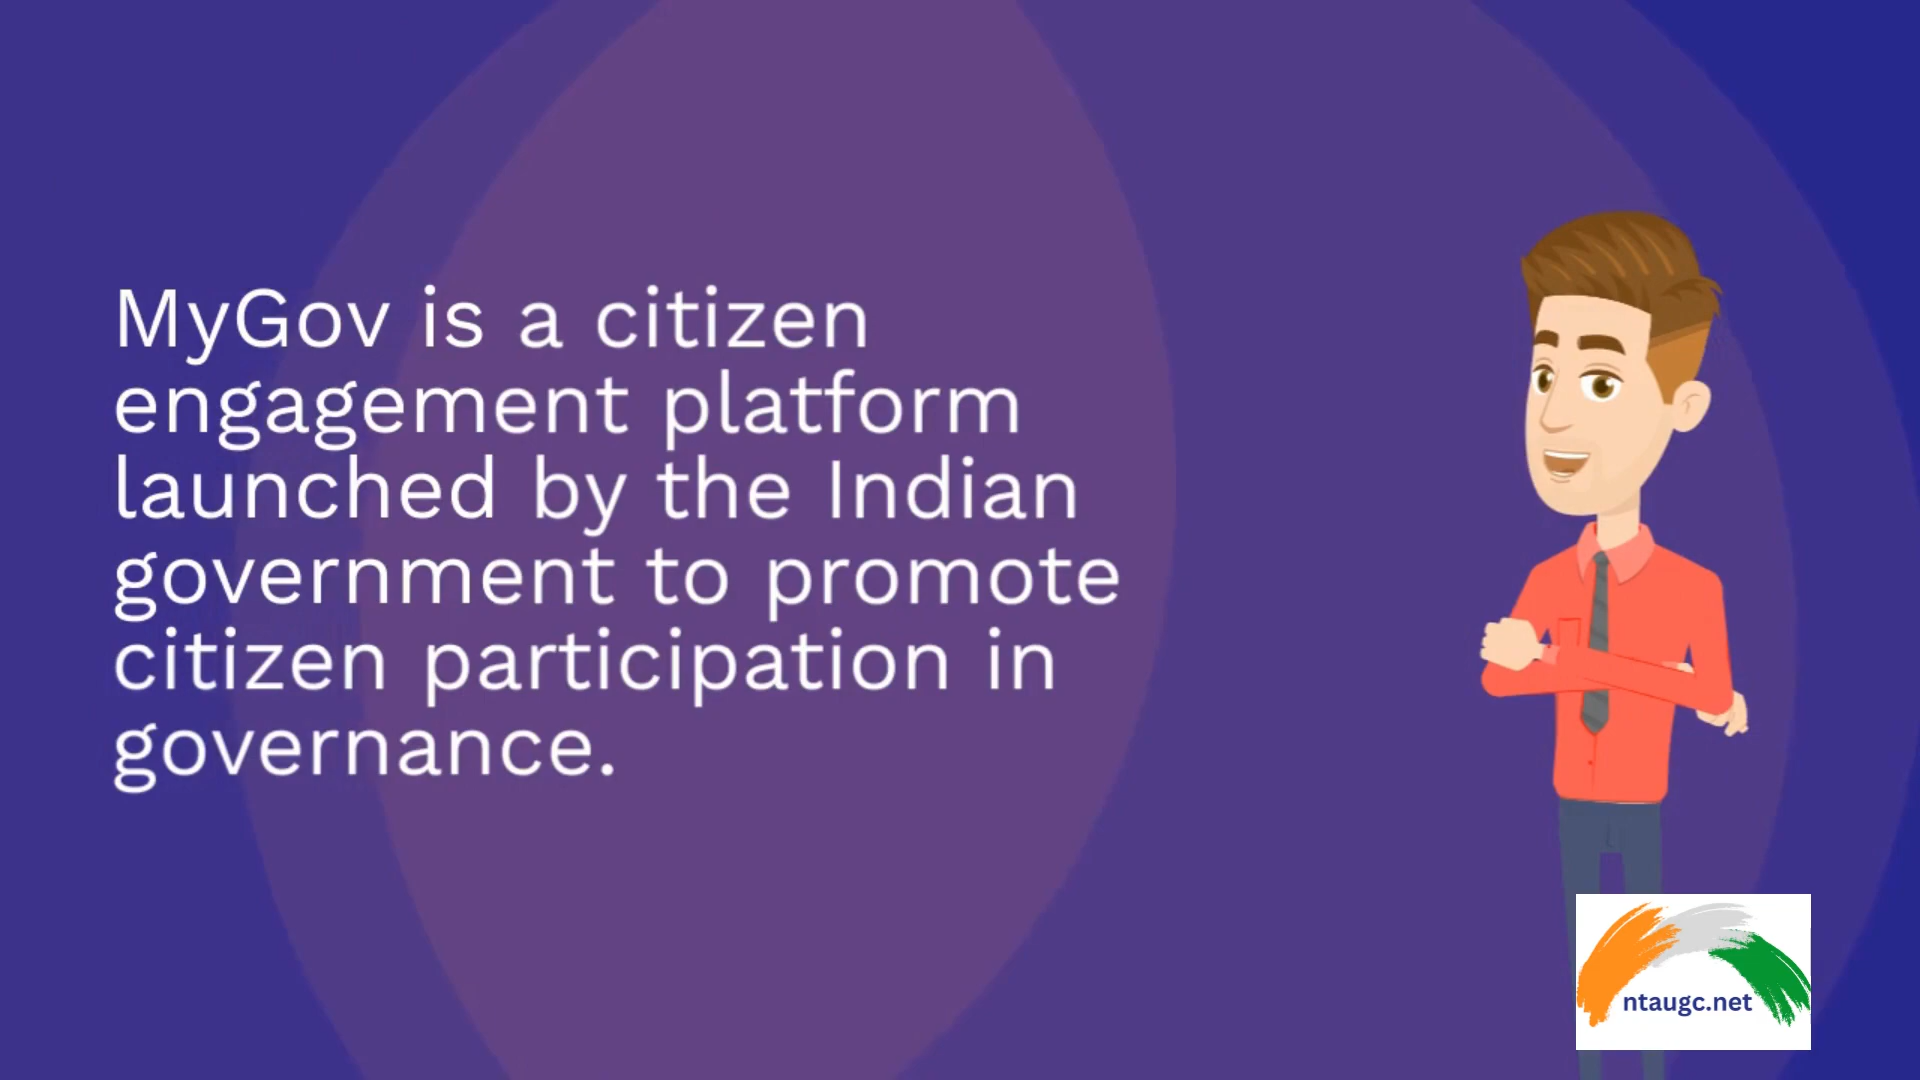 MyGov is a citizen
engagement platform
launched by the Indian
government to promote
citizen participation in
governance.
ntaugc.net